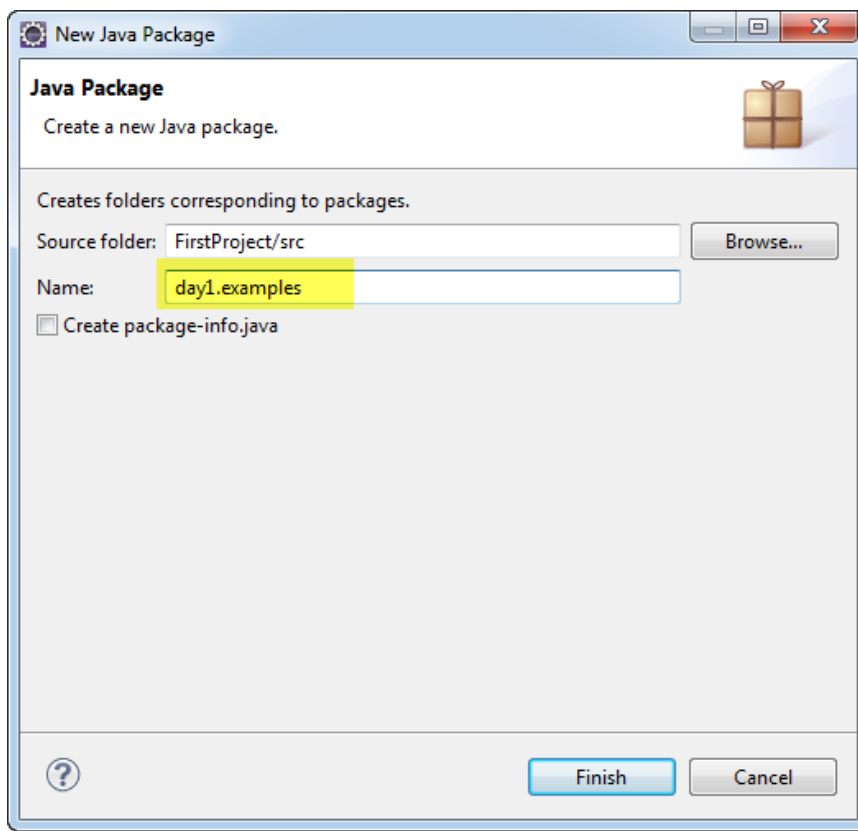 New Java Package
Java Package
Create a new Java package.
Creates folders corresponding to packages.
Source folder: FirstProject/src Browse...
Name: day1.examples
Create package-info.java
? Finish Cancel